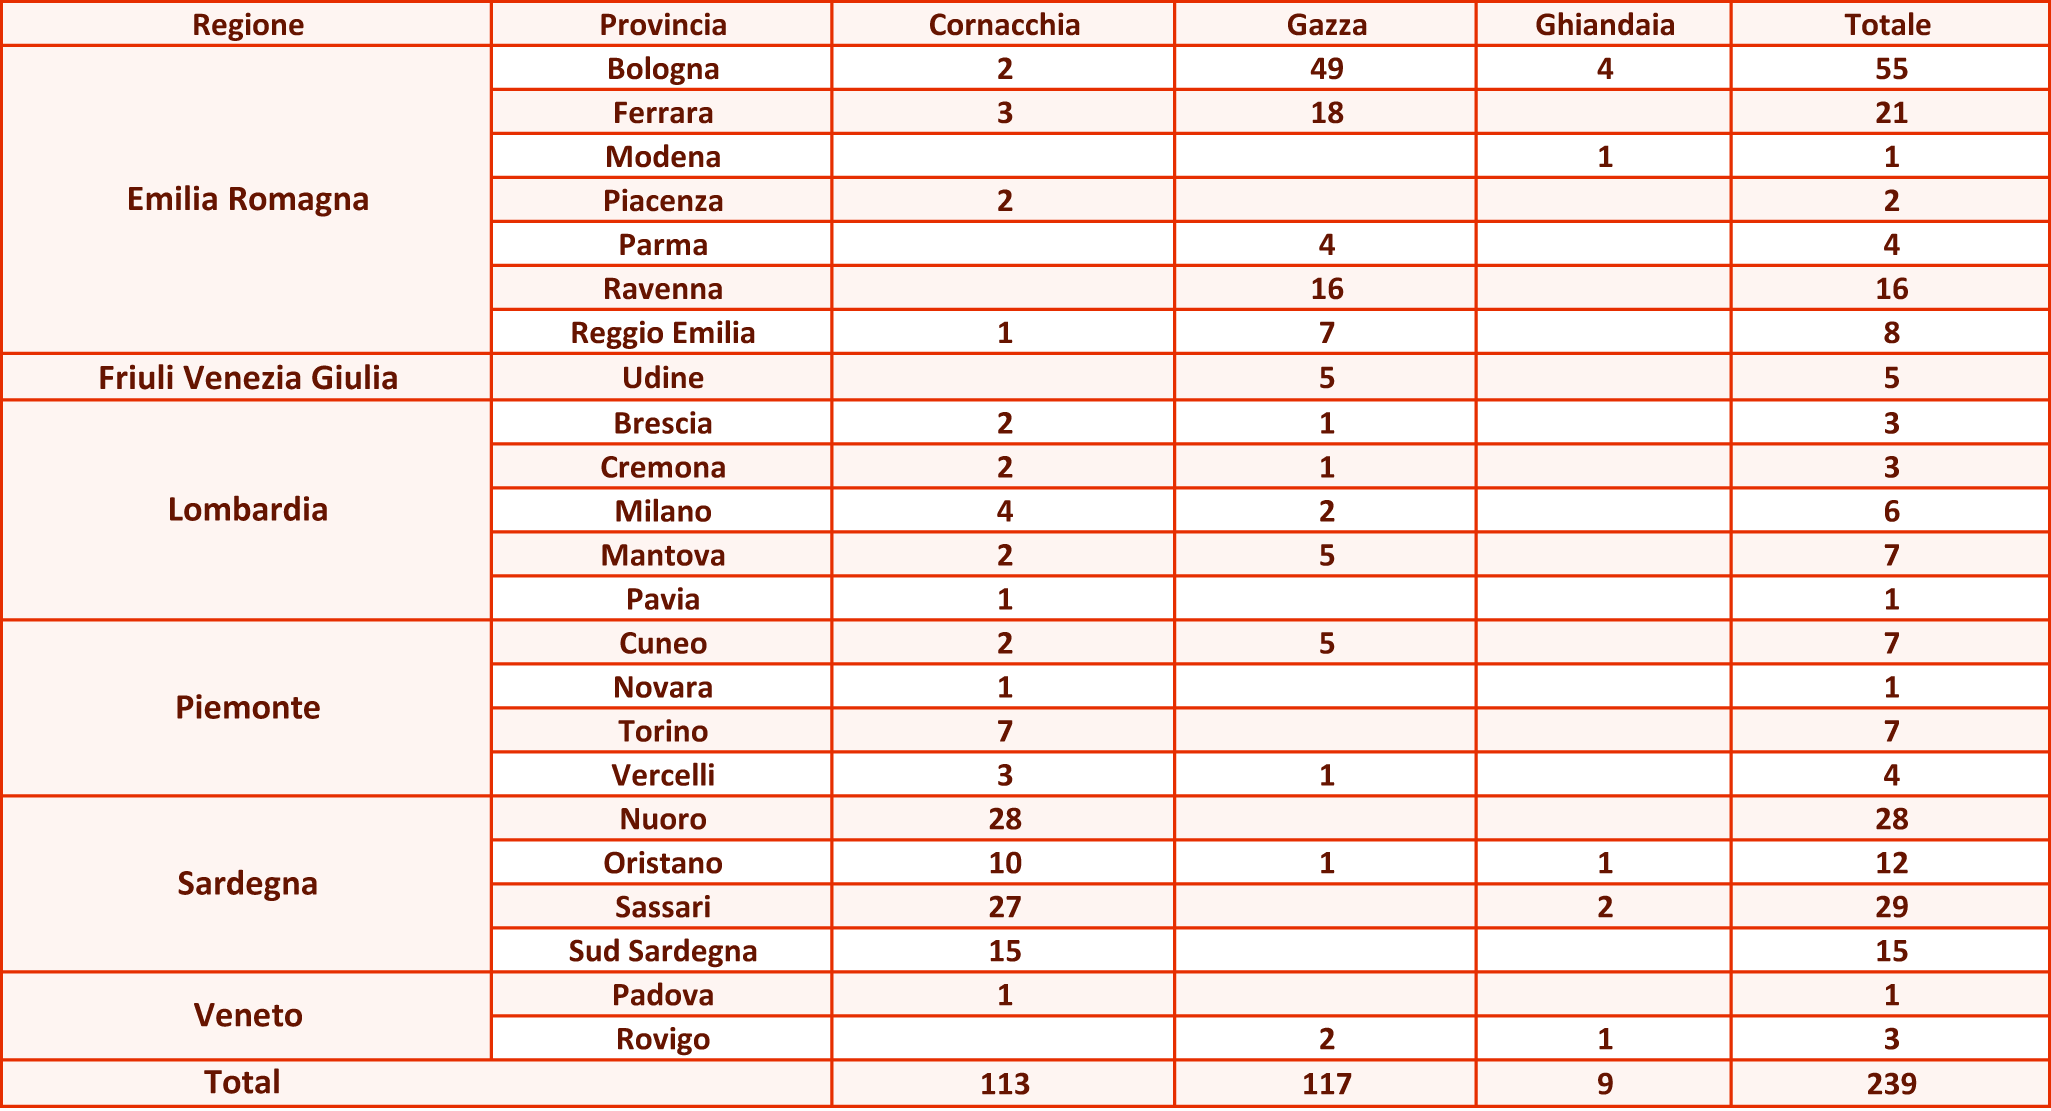 Regione Provincia Cornacchia Gazza Ghiandaia Totale
Emilia Romagna Bologna 2 49 4 55
Ferrara 3 18 21
Modena 1 1
Piacenza 2 2
Parma 4 4
Ravenna 16 16
Reggio Emilia 1 7 8
Friuli Venezia Giulia Udine 5 5
Lombardia Brescia 2 1 3
Cremona 2 1 3
Milano 4 2 6
Mantova 2 5 7
Pavia 1 1
Piemonte Cuneo 2 5 7
Novara 1 1
Torino 7 7
Vercelli 3 1 4
Sardegna Nuoro 28 28
Oristano 10 1 1 12
Sassari 27 2 29
Sud Sardegna 15 15
Veneto Padova 1 1
Rovigo 2 1 3
Total 113 117 9 239